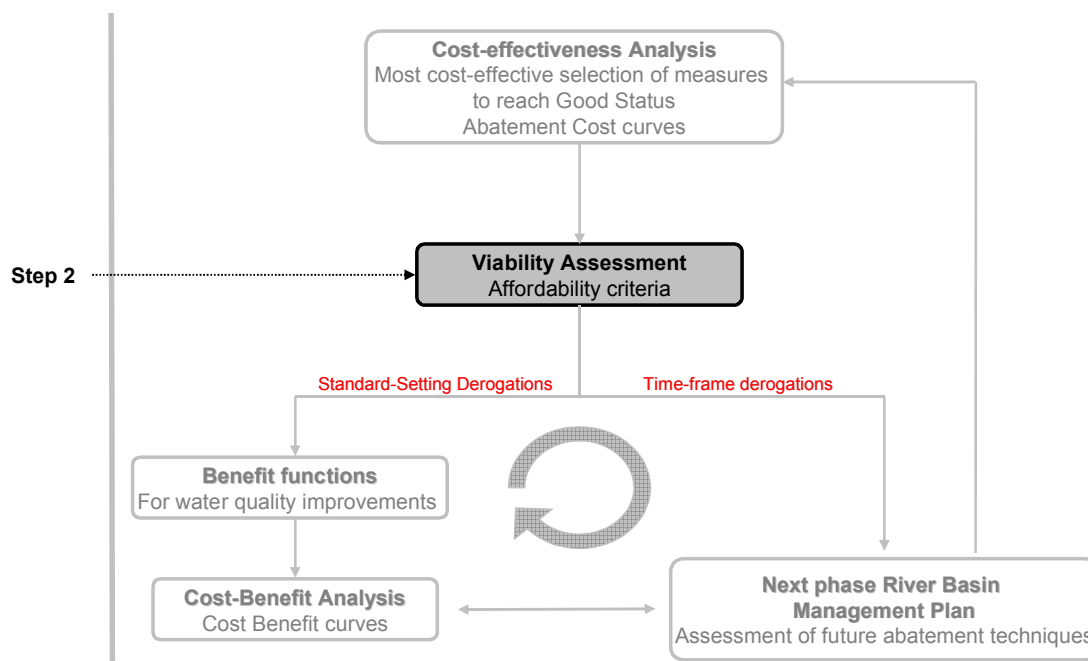 Cost-effectiveness Analysis
Most cost-effective selection of measures
to reach Good Status
Abatement Cost curves
Step 2
Viability Assessment
Affordability criteria
Standard-Setting Derogations
Time-frame derogations
Benefit functions
For water quality improvements
Cost-Benefit Analysis
Cost Benefit curves
Next phase River Basin
Management Plan
Assessment of future abatement techniques